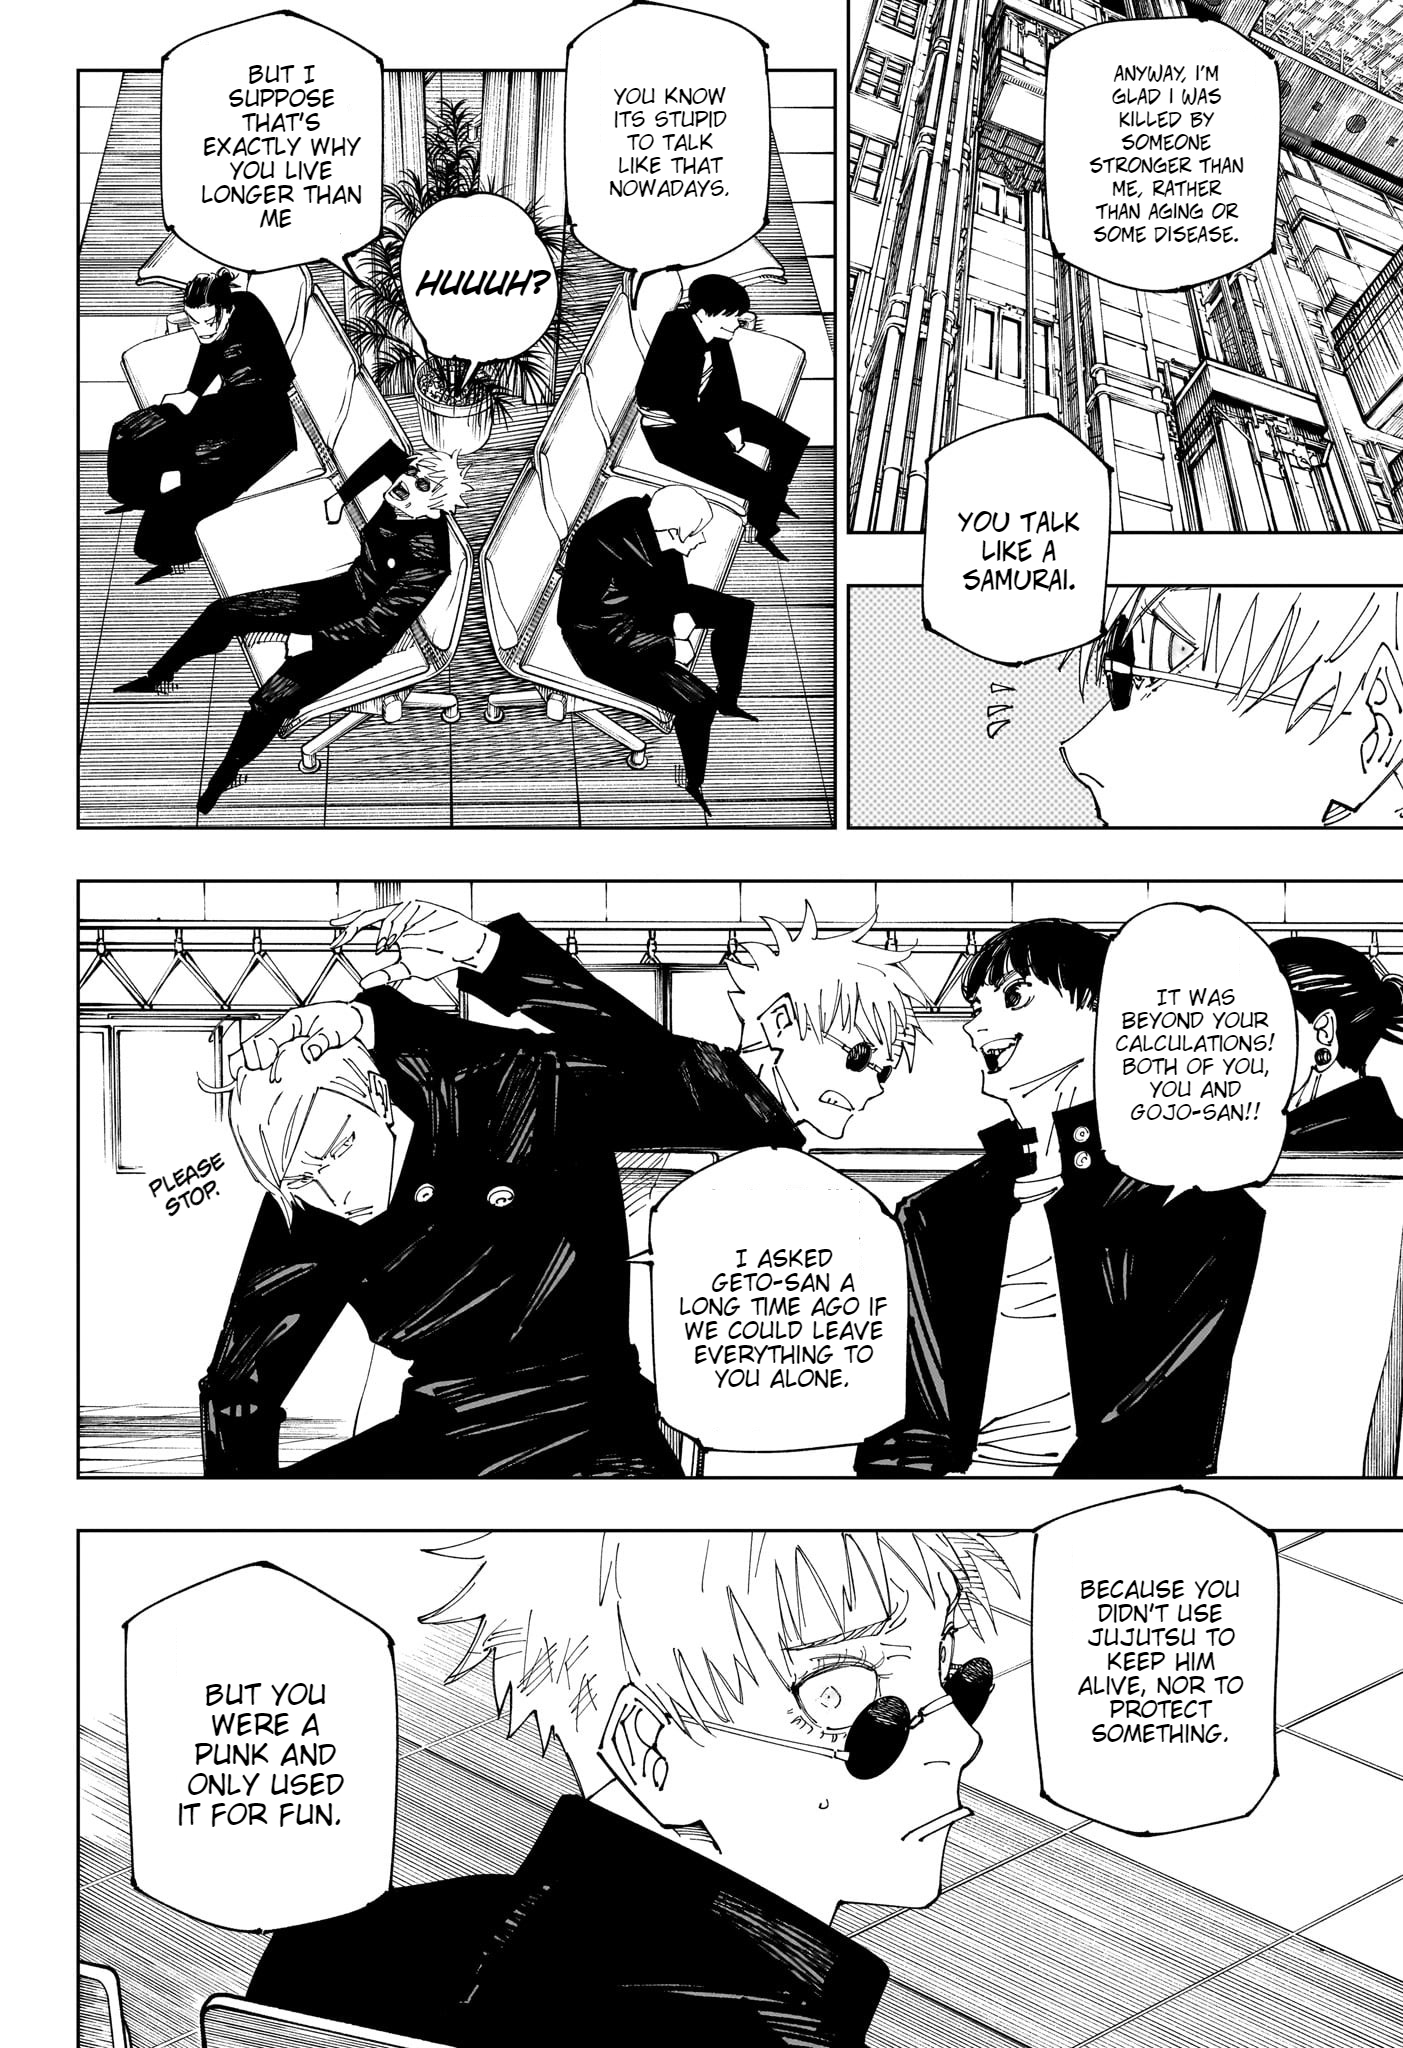 ANYWAY, I'M
GLAD I WAS
KILLED BY
SOMEONE
STRONGER THAN
ME, RATHER
THAN AGING OR
SOME DISEASE.
YOU TALK
LIKE A
SAMURAI.
YOU KNOW
ITS STUPID
TO TALK
LIKE THAT
NOWADAYS.
HUUUH?
BUT I
SUPPOSE
THAT'S
EXACTLY WHY
YOU LIVE
LONGER THAN
ME
IT WAS
BEYOND YOUR
CALCULATIONS!
BOTH OF YOU,
YOU AND
GOJO-SAN!!
I ASKED
GETO-SAN A
LONG TIME AGO IF
WE COULD LEAVE
EVERYTHING TO
YOU ALONE.
PLEASE
STOP.
BECAUSE YOU
DIDN'T USE
JUJUTSU TO
KEEP HIM
ALIVE, NOR TO
PROTECT
SOMETHING.
BUT YOU
WERE A
PUNK AND
ONLY USED
IT FOR FUN.